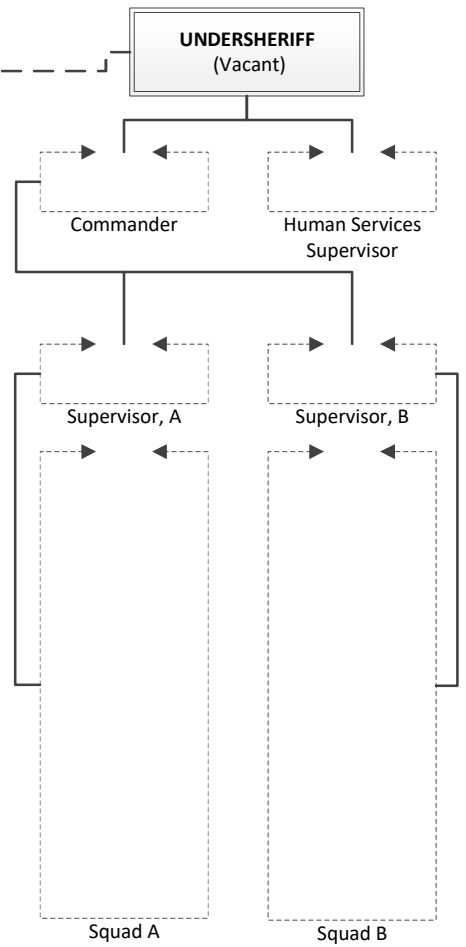 UNDERSHERIFF
(Vacant)
Commander
Human Services
Supervisor
Supervisor, A
Supervisor, B
Squad A
Squad B